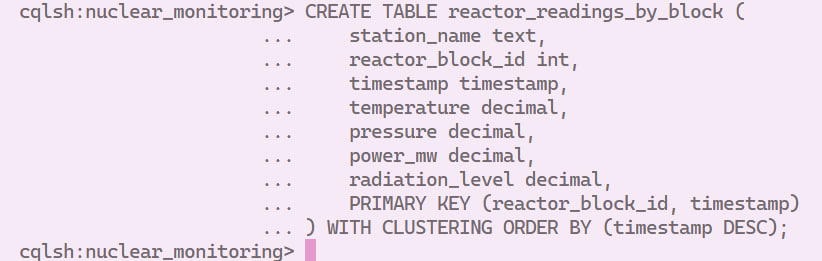 cqlsh:nuclear_monitoring> CREATE TABLE reactor_readings_by_block (
... station_name text,
... reactor_block_id int,
... timestamp timestamp,
... temperature decimal,
... pressure decimal,
... power_mw decimal,
... radiation_level decimal,
... PRIMARY KEY (reactor_block_id, timestamp)
... ) WITH CLUSTERING ORDER BY (timestamp DESC);
cqlsh:nuclear_monitoring>